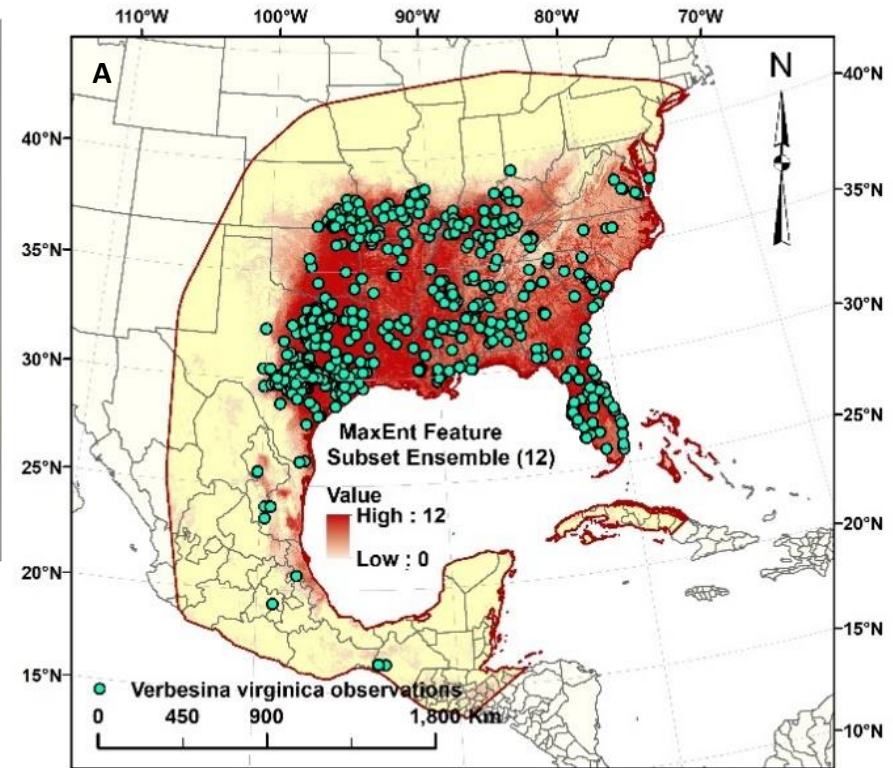 110°W 100°W 90°W 80°W 70°W
A
N
40°N
40°N
35°N
35°N
30°N
30°N
25°N
25°N
20°N
20°N
15°N
15°N
10°N
MaxEnt Feature
Subset Ensemble (12)
Value
High : 12
Low : 0
Verbesina virginica observations
0 450 900 1,800 Km